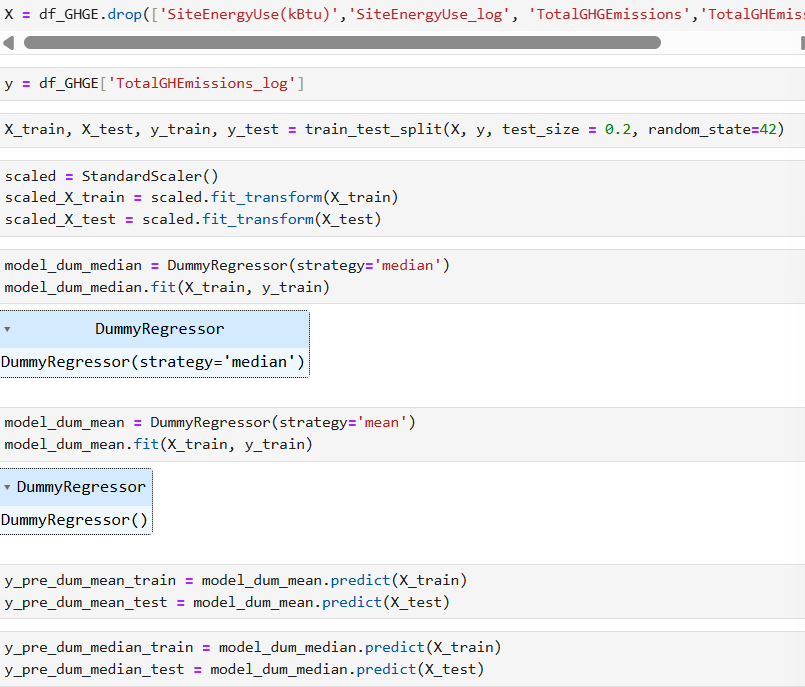 X = df_GHGE.drop(['SiteEnergyUse(kBtu)','SiteEnergyUse_log', 'TotalGHGEmissions','TotalGHEmiss
y = df_GHGE['TotalGHEmissions_log']
X_train, X_test, y_train, y_test = train_test_split(X, y, test_size = 0.2, random_state=42)
scaled = StandardScaler()
scaled_X_train = scaled.fit_transform(X_train)
scaled_X_test = scaled.fit_transform(X_test)
model_dum_median = DummyRegressor(strategy='median')
model_dum_median.fit(X_train, y_train)
DummyRegressor
DummyRegressor(strategy='median')
model_dum_mean = DummyRegressor(strategy='mean')
model_dum_mean.fit(X_train, y_train)
DummyRegressor
DummyRegressor()
y_pre_dum_mean_train = model_dum_mean.predict(X_train)
y_pre_dum_mean_test = model_dum_mean.predict(X_test)
y_pre_dum_median_train = model_dum_median.predict(X_train)
y_pre_dum_median_test = model_dum_median.predict(X_test)